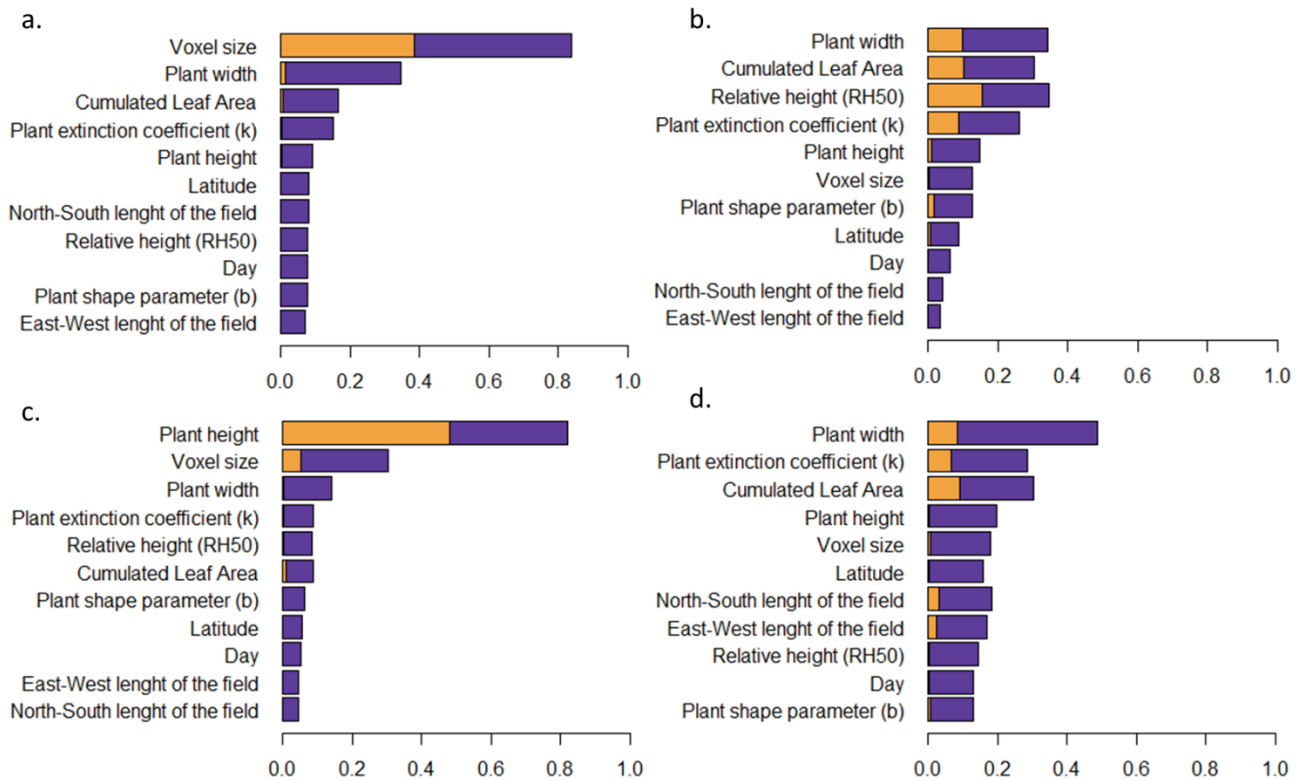 a.
Voxel size
Plant width
Cumulated Leaf Area
Plant extinction coefficient (k)
Plant height
Latitude
North-South lenght of the field
Relative height (RH50)
Day
Plant shape parameter (b)
East-West lenght of the field
0.0 0.2 0.4 0.6 0.8 1.0
b.
Plant width
Cumulated Leaf Area
Relative height (RH50)
Plant extinction coefficient (k)
Plant height
Voxel size
Plant shape parameter (b)
Latitude
Day
North-South lenght of the field
East-West lenght of the field
0.0 0.2 0.4 0.6 0.8 1.0
c.
Plant height
Voxel size
Plant width
Plant extinction coefficient (k)
Relative height (RH50)
Cumulated Leaf Area
Plant shape parameter (b)
Latitude
Day
East-West lenght of the field
North-South lenght of the field
0.0 0.2 0.4 0.6 0.8 1.0
d.
Plant width
Plant extinction coefficient (k)
Cumulated Leaf Area
Plant height
Voxel size
Latitude
North-South lenght of the field
East-West lenght of the field
Relative height (RH50)
Day
Plant shape parameter (b)
0.0 0.2 0.4 0.6 0.8 1.0